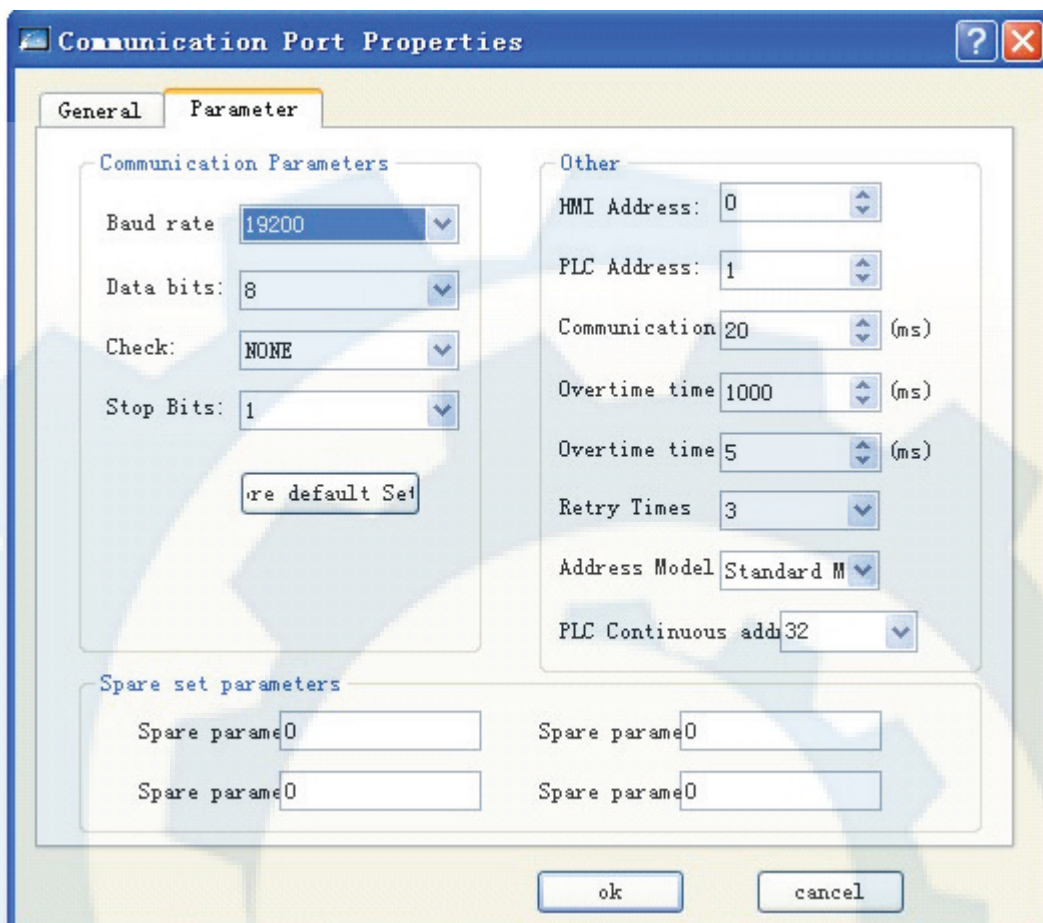 Communication Port Properties
General
Parameter
Communication Parameters
Baud rate 19200
Data bits: 8
Check: NONE
Stop Bits: 1
re default Set
Other
HMI Address: 0
PLC Address: 1
Communication 20 (ms)
Overtime time 1000 (ms)
Overtime time 5 (ms)
Retry Times 3
Address Model Standard M
PLC Continuous add 32
Spare set parameters
Spare parame 0 Spare parame 0
Spare parame 0 Spare parame 0
ok cancel